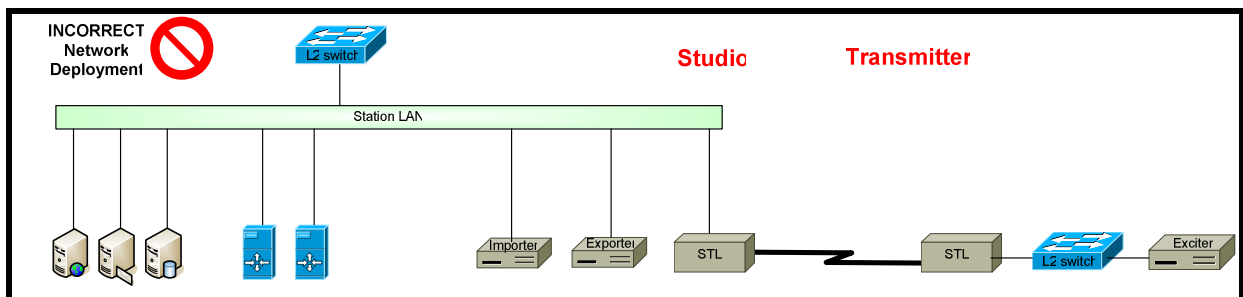 INCORRECT
Network
Deployment
L2 switch
Studio
Transmitter
Station LAN
Importer
Exporter
STL
STL
L2 switch
Exciter